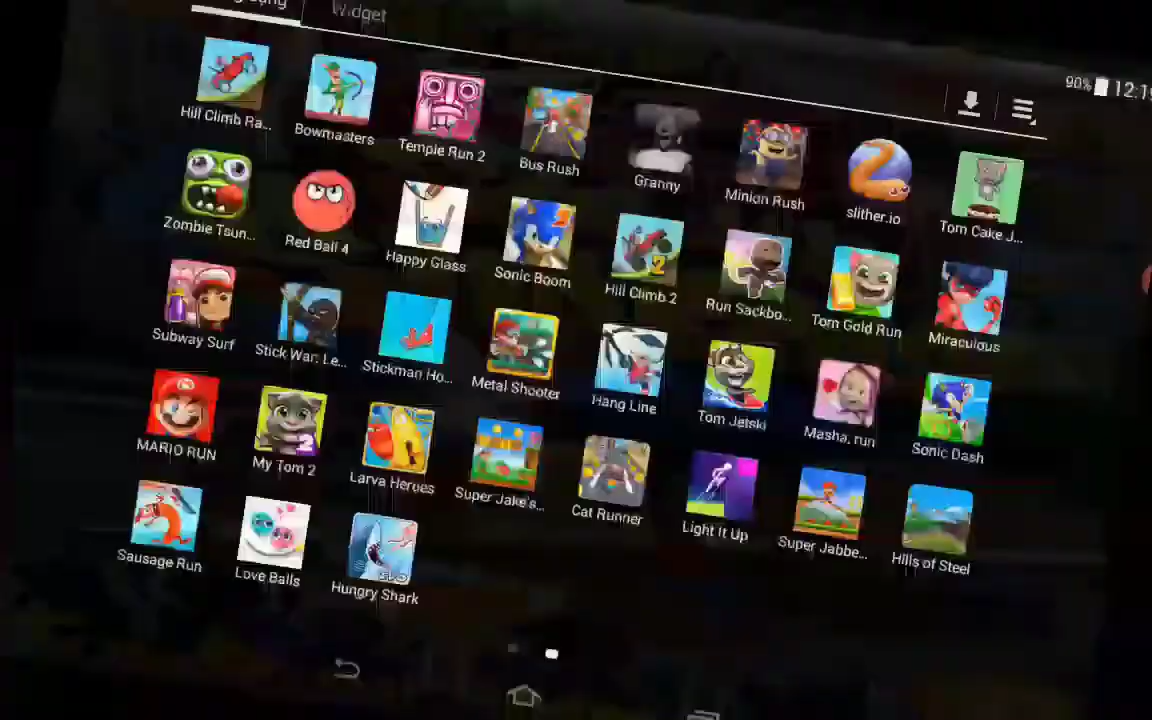 Widget
90% 12:19
Hill Climb Ra... Bowmasters Temple Run 2 Bus Rush Granny Minion Rush slither.io Tom Cake J...
Zombie Tsun... Red Ball 4 Happy Glass Sonic Boom Hill Climb 2 Run Sackbo... Tom Gold Run Miraculous
Subway Surf Stick War: Le... Stickman Ho... Metal Shooter Hang Line Tom Jetski Masha. run Sonic Dash
MARIO RUN My Tom 2 Larva Heroes Super Jake's... Cat Runner Light It Up Super Jabbe... Hills of Steel
Sausage Run Love Balls Hungry Shark